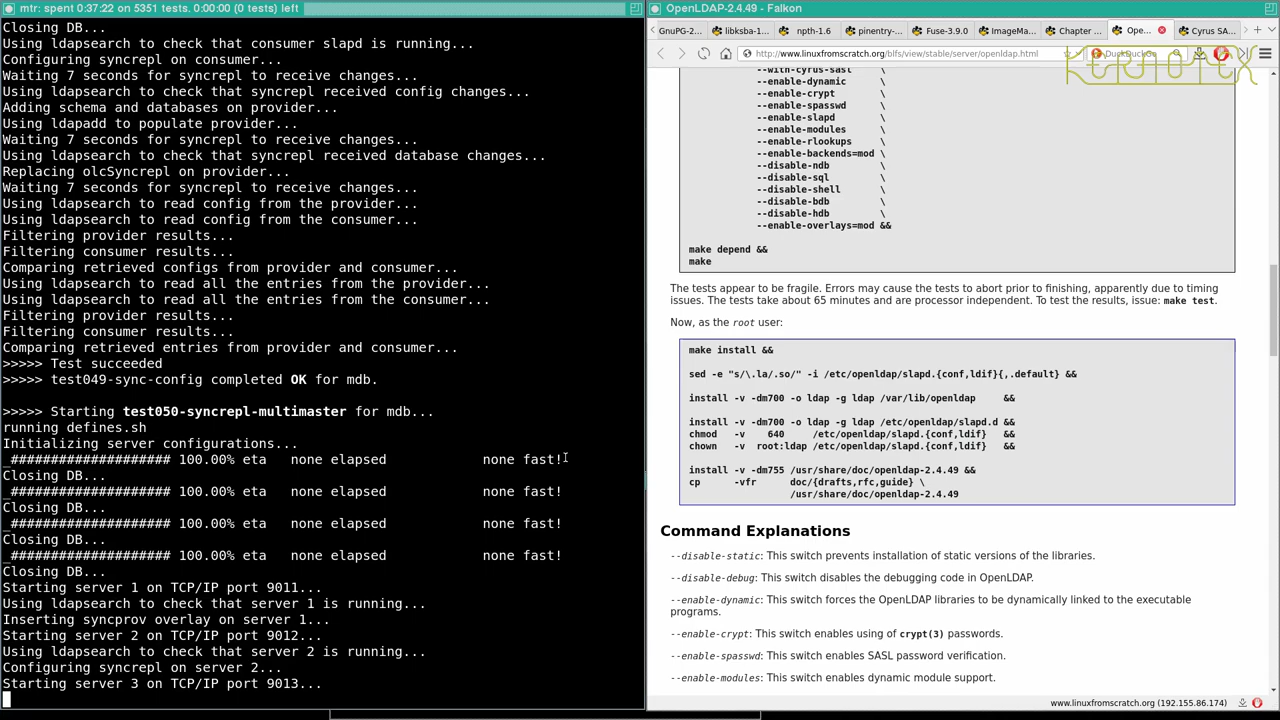 mtr: spent 0:37:22 up on 5351 tests. 0:00:00 (0 tests) left
Closing DB...
Using ldapsearch to check that consumer slapd is running...
Configuring syncrepl on consumer...
Waiting 7 seconds for syncrepl to receive changes...
Using ldapsearch to check that syncrepl received config changes...
Adding schema and databases on provider...
Using ldapadd to populate provider...
Waiting 7 seconds for syncrepl to receive changes...
Using ldapsearch to check that syncrepl received database changes...
Replacing olcSyncrepl on provider...
Waiting 7 seconds for syncrepl to receive changes...
Using ldapsearch to read config from the provider...
Using ldapsearch to read config from the consumer...
Filtering provider results...
Filtering consumer results...
Comparing retrieved configs from provider and consumer...
Using ldapsearch to read all the entries from the provider...
Using ldapsearch to read all the entries from the consumer...
Filtering provider results...
Filtering consumer results...
Comparing retrieved entries from provider and consumer...
>>>>> Test succeeded
>>>>> test049-sync-config completed OK for mdb.
>>>>> Starting test050-syncrepl-multimaster for mdb...
running defines.sh
Initializing server configurations...
_#################### 100.00% eta   none elapsed            none fast!
Closing DB...
_#################### 100.00% eta   none elapsed            none fast!
Closing DB...
_#################### 100.00% eta   none elapsed            none fast!
Closing DB...
_#################### 100.00% eta   none elapsed            none fast!
Closing DB...
Starting server 1 on TCP/IP port 9011...
Using ldapsearch to check that server 1 is running...
Inserting syncprov overlay on server 1...
Starting server 2 on TCP/IP port 9012...
Using ldapsearch to check that server 2 is running...
Configuring syncrepl on server 2...
Starting server 3 on TCP/IP port 9013...
OpenLDAP-2.4.49 - Falkon
GnuPG-2... libksba-1... npth-1.6 pinentry-... Fuse-3.9.0 ImageMa... Chapter ... Ope... Cyrus SA...
http://www.linuxfromscratch.org/blfs/view/stable/server/openldap.html
DuckDuckGo
KERNOTEX
--with-cyrus-sasl \
--enable-dynamic \
--enable-crypt \
--enable-spasswd \
--enable-slapd \
--enable-modules \
--enable-rlookups \
--enable-backends=mod \
--disable-ndb \
--disable-sql \
--disable-shell \
--disable-bdb \
--disable-hdb \
--enable-overlays=mod &&
make depend &&
make
The tests appear to be fragile. Errors may cause the tests to abort prior to finishing, apparently due to timing
issues. The tests take about 65 minutes and are processor independent. To test the results, issue: make test.
Now, as the root user:
make install &&
sed -e "s/\.la/.so/" -i /etc/openldap/slapd.{conf,ldif}{,.default} &&
install -v -dm700 -o ldap -g ldap /var/lib/openldap     &&
install -v -dm700 -o ldap -g ldap /etc/openldap/slapd.d &&
chmod   -v    640     /etc/openldap/slapd.{conf,ldif}   &&
chown   -v  root:ldap /etc/openldap/slapd.{conf,ldif}   &&
install -v -dm755 /usr/share/doc/openldap-2.4.49 &&
cp      -vfr      doc/{drafts,rfc,guide} \
/usr/share/doc/openldap-2.4.49
Command Explanations
--disable-static: This switch prevents installation of static versions of the libraries.
--disable-debug: This switch disables the debugging code in OpenLDAP.
--enable-dynamic: This switch forces the OpenLDAP libraries to be dynamically linked to the executable
programs.
--enable-crypt: This switch enables using of crypt(3) passwords.
--enable-spasswd: This switch enables SASL password verification.
--enable-modules: This switch enables dynamic module support.
www.linuxfromscratch.org (192.155.86.174)